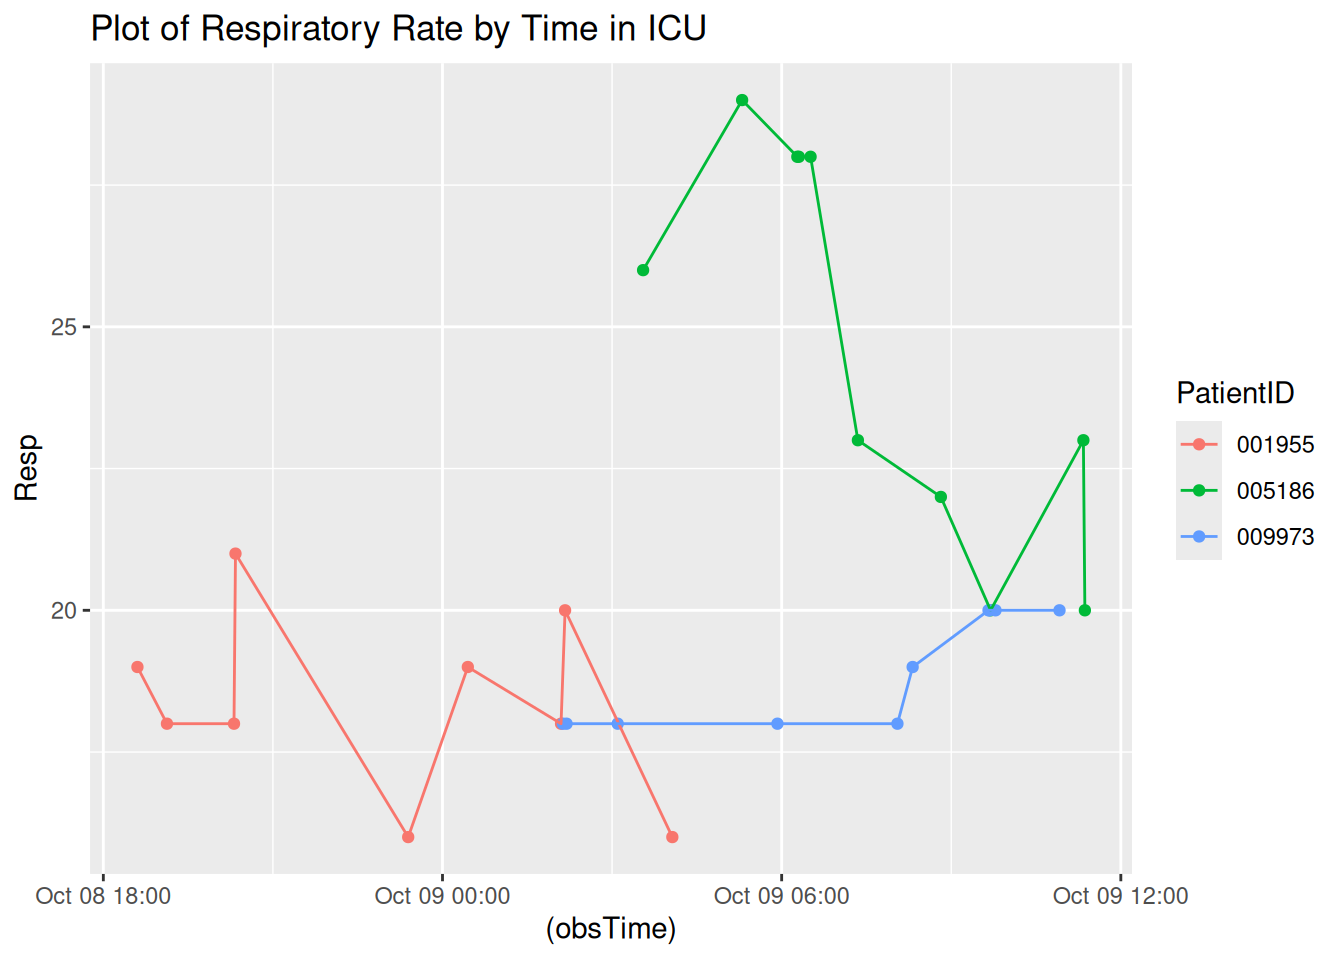 Plot of Respiratory Rate by Time in ICU
Resp
25
20
Oct 08 18:00
Oct 09 00:00
Oct 09 06:00
Oct 09 12:00
(obsTime)
PatientID
001955
005186
009973